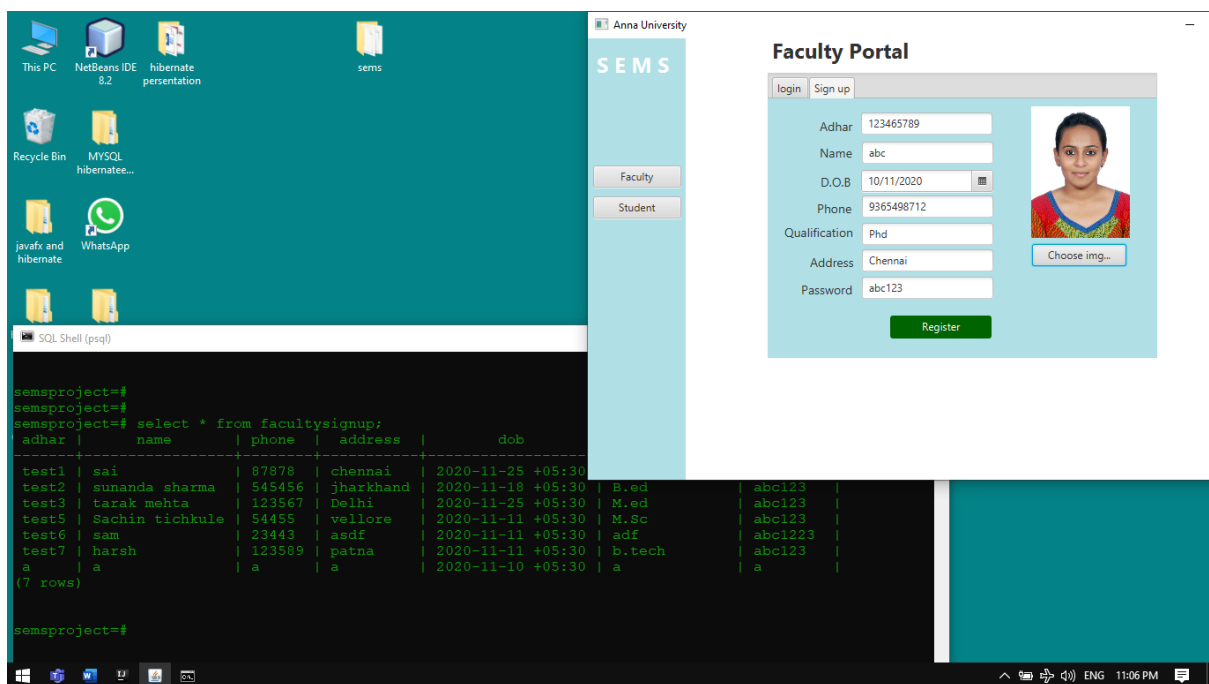 This PC
NetBeans IDE
8.2
hibernate
persentation
sems
Recycle Bin
MYSQL
hibernatee...
javafx and
hibernate
WhatsApp
Anna University
SEMS
Faculty
Student
Faculty Portal
login Sign up
Adhar 123465789
Name abc
D.O.B 10/11/2020
Phone 9365498712
Qualification Phd
Address Chennai
Password abc123
Choose img...
Register
SQL Shell (psql)
semsproject=#
semsproject=#
semsproject=# select * from facultysignup;
adhar | name | phone | address | dob
-------+-----------------+--------+-----------+------------------
test1 | sai | 87878 | chennai | 2020-11-25 +05:30
test2 | sunanda sharma | 545456 | jharkhand | 2020-11-18 +05:30 | B.ed | abc123 |
test3 | tarak mehta | 123567 | Delhi | 2020-11-25 +05:30 | M.ed | abc123 |
test5 | Sachin tichkule | 54455 | vellore | 2020-11-11 +05:30 | M.Sc | abc123 |
test6 | sam | 23443 | asdf | 2020-11-11 +05:30 | adf | abc1223 |
test7 | harsh | 123589 | patna | 2020-11-11 +05:30 | b.tech | abc123 |
a | a | a | a | 2020-11-10 +05:30 | a | a |
(7 rows)
semsproject=#
ENG 11:06 PM